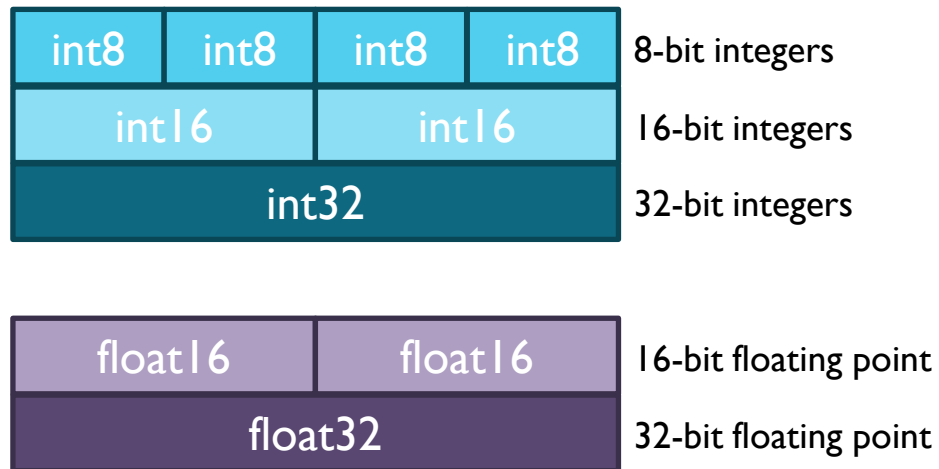 int8 int8 int8 int8 8-bit integers
int16 int16 16-bit integers
int32 32-bit integers
float16 float16 16-bit floating point
float32 32-bit floating point